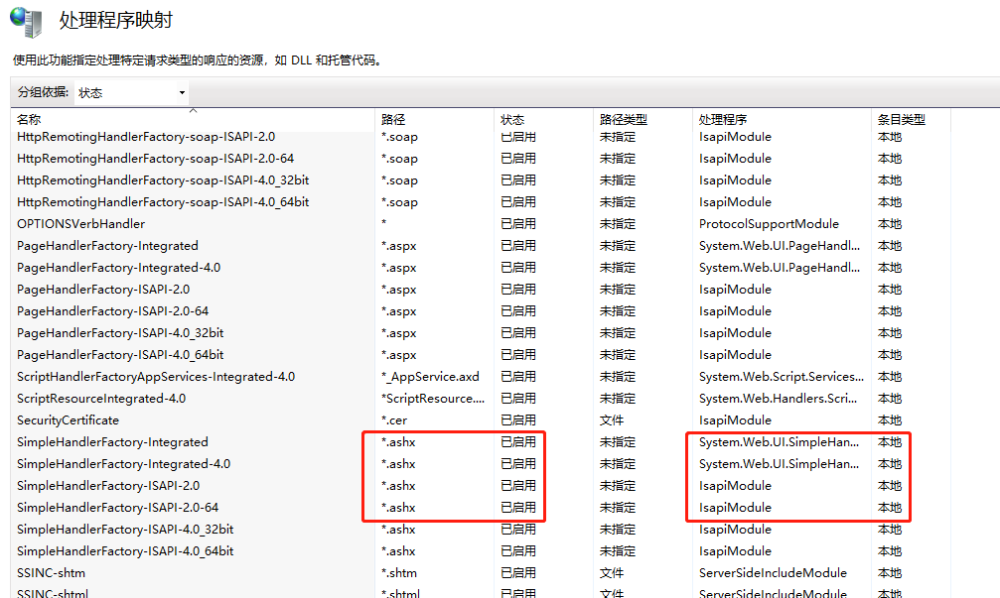 处理程序映射
使用此功能指定处理特定请求类型的响应的资源，如 DLL 和托管代码。
分组依据: 状态
名称 路径 状态 路径类型 处理程序 条目类型
HttpRemotingHandlerFactory-soap-ISAPI-2.0 *.soap 已启用 未指定 IsapiModule 本地
HttpRemotingHandlerFactory-soap-ISAPI-2.0-64 *.soap 已启用 未指定 IsapiModule 本地
HttpRemotingHandlerFactory-soap-ISAPI-4.0_32bit *.soap 已启用 未指定 IsapiModule 本地
HttpRemotingHandlerFactory-soap-ISAPI-4.0_64bit *.soap 已启用 未指定 IsapiModule 本地
OPTIONSVerbHandler * 已启用 未指定 ProtocolSupportModule 本地
PageHandlerFactory-Integrated *.aspx 已启用 未指定 System.Web.UI.PageHandl... 本地
PageHandlerFactory-Integrated-4.0 *.aspx 已启用 未指定 System.Web.UI.PageHandl... 本地
PageHandlerFactory-ISAPI-2.0 *.aspx 已启用 未指定 IsapiModule 本地
PageHandlerFactory-ISAPI-2.0-64 *.aspx 已启用 未指定 IsapiModule 本地
PageHandlerFactory-ISAPI-4.0_32bit *.aspx 已启用 未指定 IsapiModule 本地
PageHandlerFactory-ISAPI-4.0_64bit *.aspx 已启用 未指定 IsapiModule 本地
ScriptHandlerFactoryAppServices-Integrated-4.0 *_AppService.axd 已启用 未指定 System.Web.Script.Services... 本地
ScriptResourceIntegrated-4.0 *ScriptResource.... 已启用 未指定 System.Web.Handlers.Scri... 本地
SecurityCertificate *.cer 已启用 文件 IsapiModule 本地
SimpleHandlerFactory-Integrated *.ashx 已启用 未指定 System.Web.UI.SimpleHan... 本地
SimpleHandlerFactory-Integrated-4.0 *.ashx 已启用 未指定 System.Web.UI.SimpleHan... 本地
SimpleHandlerFactory-ISAPI-2.0 *.ashx 已启用 未指定 IsapiModule 本地
SimpleHandlerFactory-ISAPI-2.0-64 *.ashx 已启用 未指定 IsapiModule 本地
SimpleHandlerFactory-ISAPI-4.0_32bit *.ashx 已启用 未指定 IsapiModule 本地
SimpleHandlerFactory-ISAPI-4.0_64bit *.ashx 已启用 未指定 IsapiModule 本地
SSINC-shtm *.shtm 已启用 文件 ServerSideIncludeModule 本地
SSINC-shtml *.shtml 已启用 文件 ServerSideIncludeModule 本地